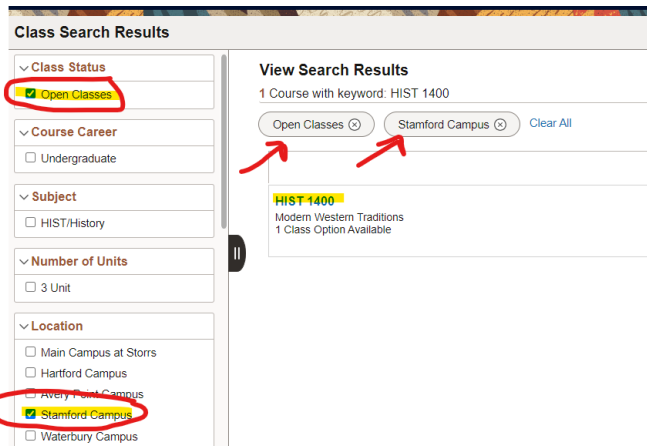 Class Search Results
Class Status
Open Classes
Course Career
Undergraduate
Subject
HIST/History
Number of Units
3 Unit
Location
Main Campus at Storrs
Hartford Campus
Avery Point Campus
Stamford Campus
Waterbury Campus
View Search Results
1 Course with keyword: HIST 1400
Open Classes Stamford Campus Clear All
HIST 1400
Modern Western Traditions
1 Class Option Available